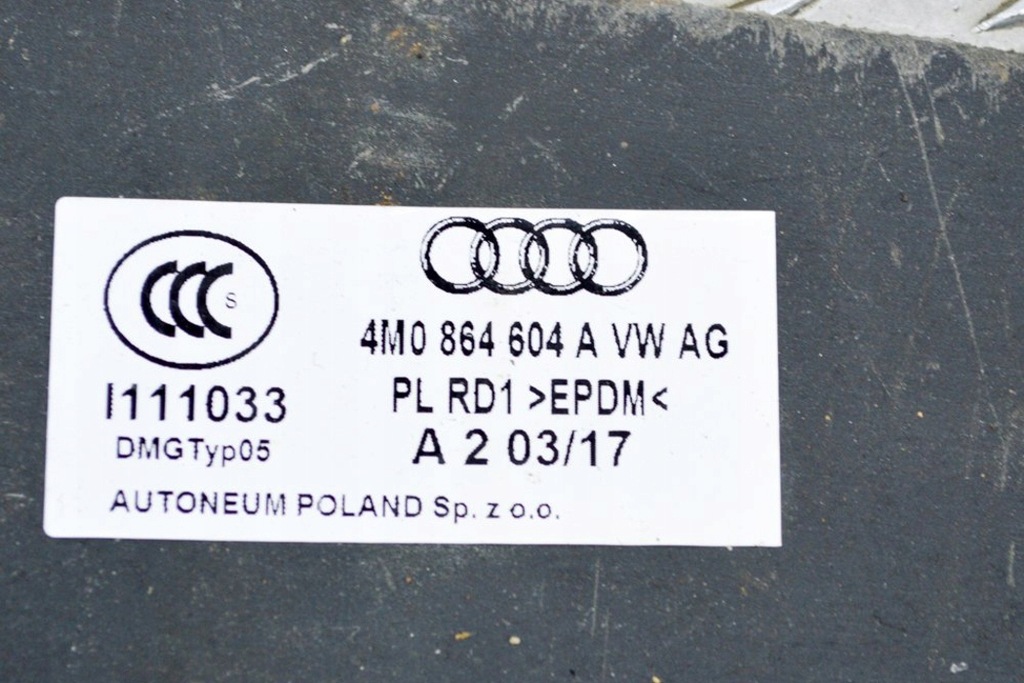 CCC S
I111033
DMGTyp05
4M0 864 604 A VW AG
PL RD1 >EPDM<
A 2 03/17
AUTONEUM POLAND Sp. z o.o.